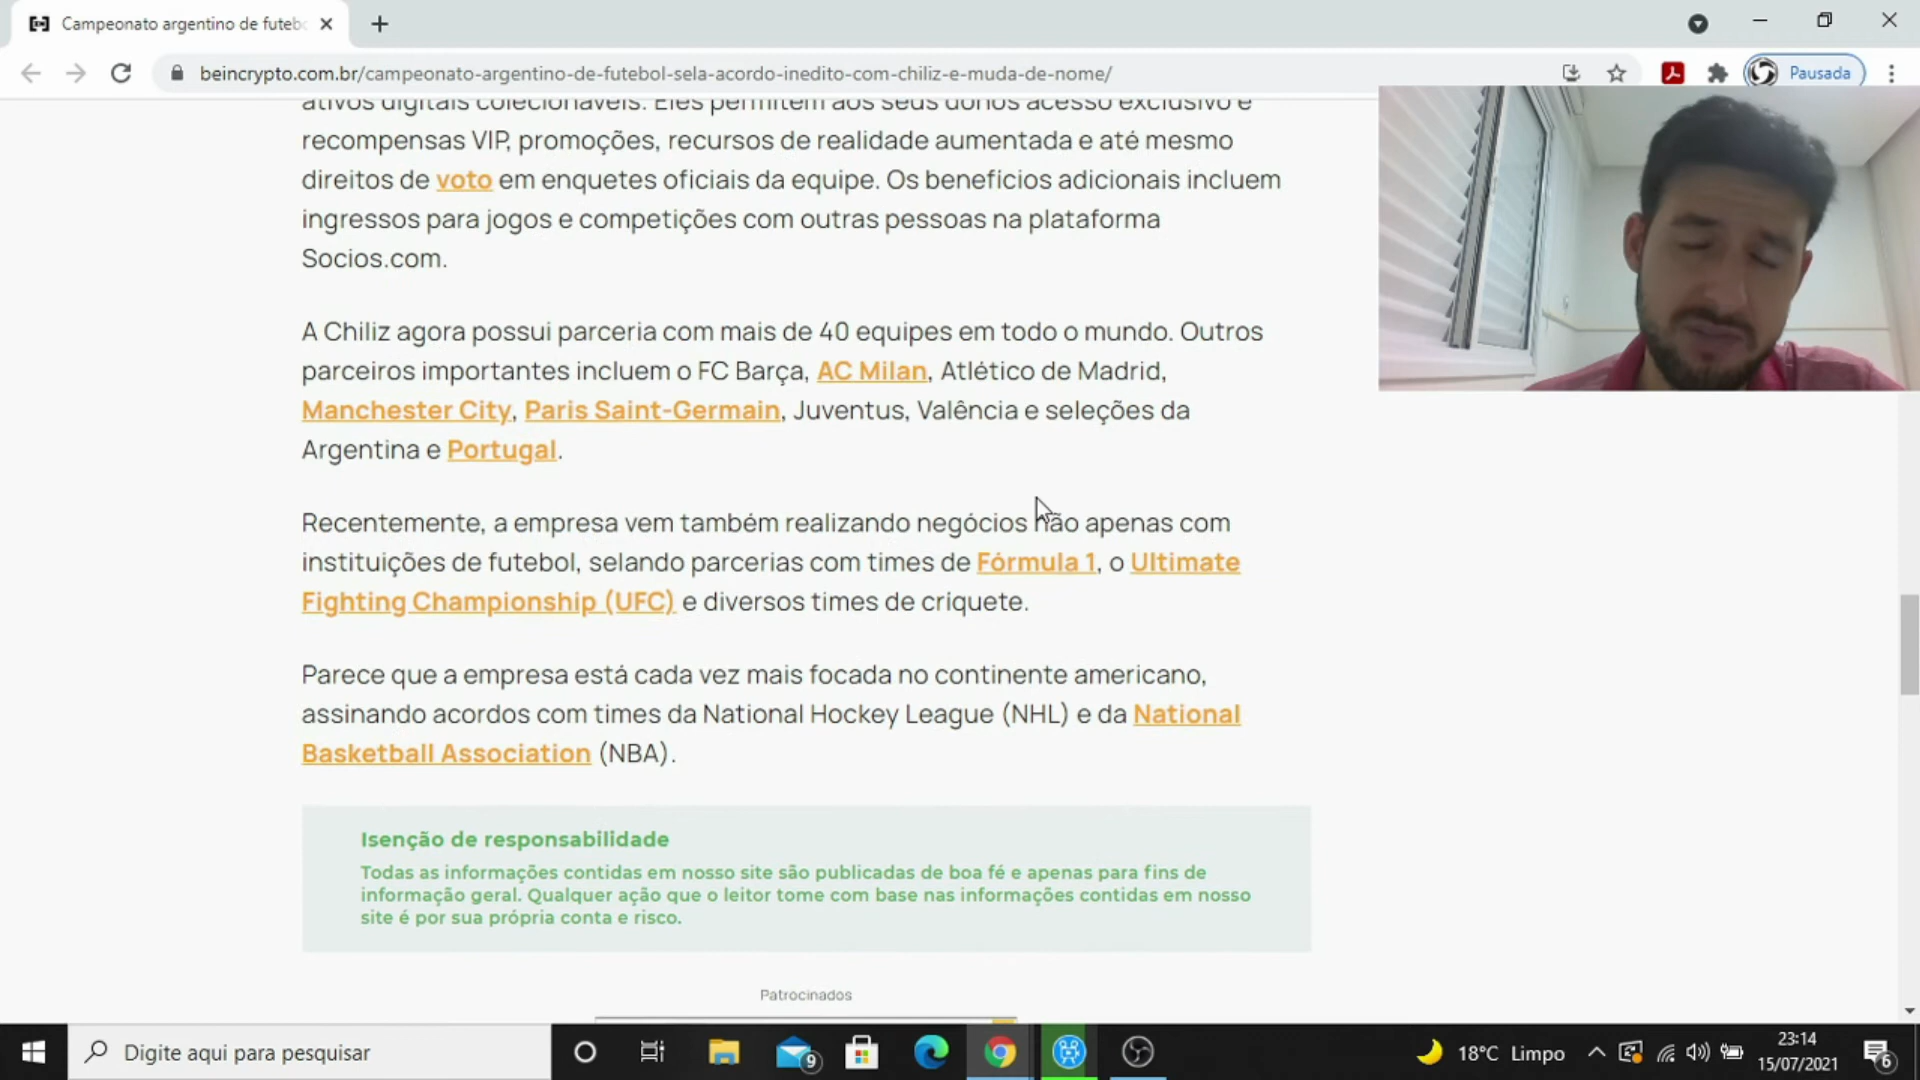 Campeonato argentino de futeb
beincrypto.com.br/campeonato-argentino-de-futebol-sela-acordo-inedito-com-chiliz-e-muda-de-nome/
Pausada
ativos digitais colecionáveis. Eles permitem aos seus donos acesso exclusivo e
recompensas VIP, promoções, recursos de realidade aumentada e até mesmo
direitos de voto em enquetes oficiais da equipe. Os benefícios adicionais incluem
ingressos para jogos e competições com outras pessoas na plataforma
Socios.com.
A Chiliz agora possui parceria com mais de 40 equipes em todo o mundo. Outros
parceiros importantes incluem o FC Barça, AC Milan, Atlético de Madrid,
Manchester City, Paris Saint-Germain, Juventus, Valência e seleções da
Argentina e Portugal.
Recentemente, a empresa vem também realizando negócios não apenas com
instituições de futebol, selando parcerias com times de Fórmula 1, o Ultimate
Fighting Championship (UFC) e diversos times de críquete.
Parece que a empresa está cada vez mais focada no continente americano,
assinando acordos com times da National Hockey League (NHL) e da National
Basketball Association (NBA).
Isenção de responsabilidade
Todas as informações contidas em nosso site são publicadas de boa fé e apenas para fins de
informação geral. Qualquer ação que o leitor tome com base nas informações contidas em nosso
site é por sua própria conta e risco.
Patrocinados
Digite aqui para pesquisar
9
18°C Limpo
23:14
15/07/2021
6